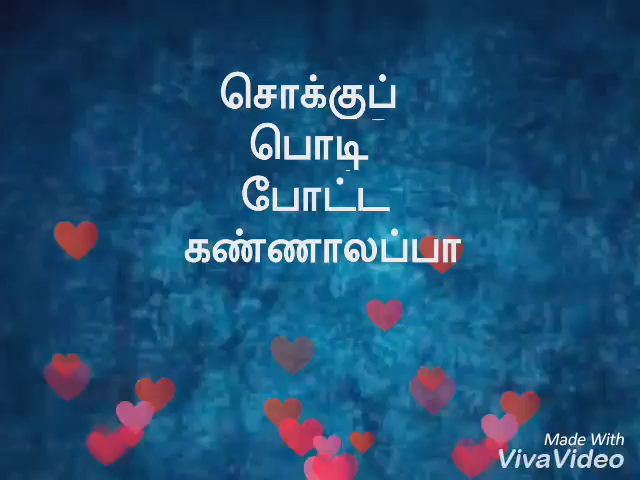 சொக்குப்
பொடி
போட்ட
கண்ணாலப்பா
Made With
VivaVideo